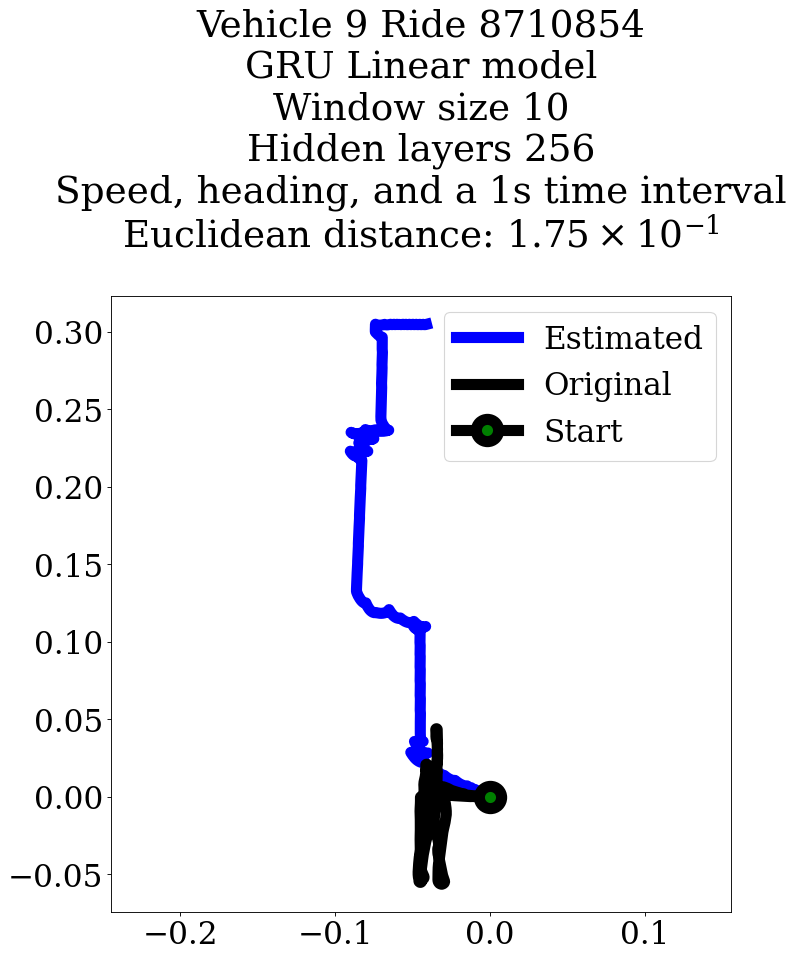 Vehicle 9 Ride 8710854
GRU Linear model
Window size 10
Hidden layers 256
Speed, heading, and a 1s time interval
Euclidean distance: 1.75 × 10⁻¹
Estimated
Original
Start
0.30
0.25
0.20
0.15
0.10
0.05
0.00
−0.05
−0.2 −0.1 0.0 0.1